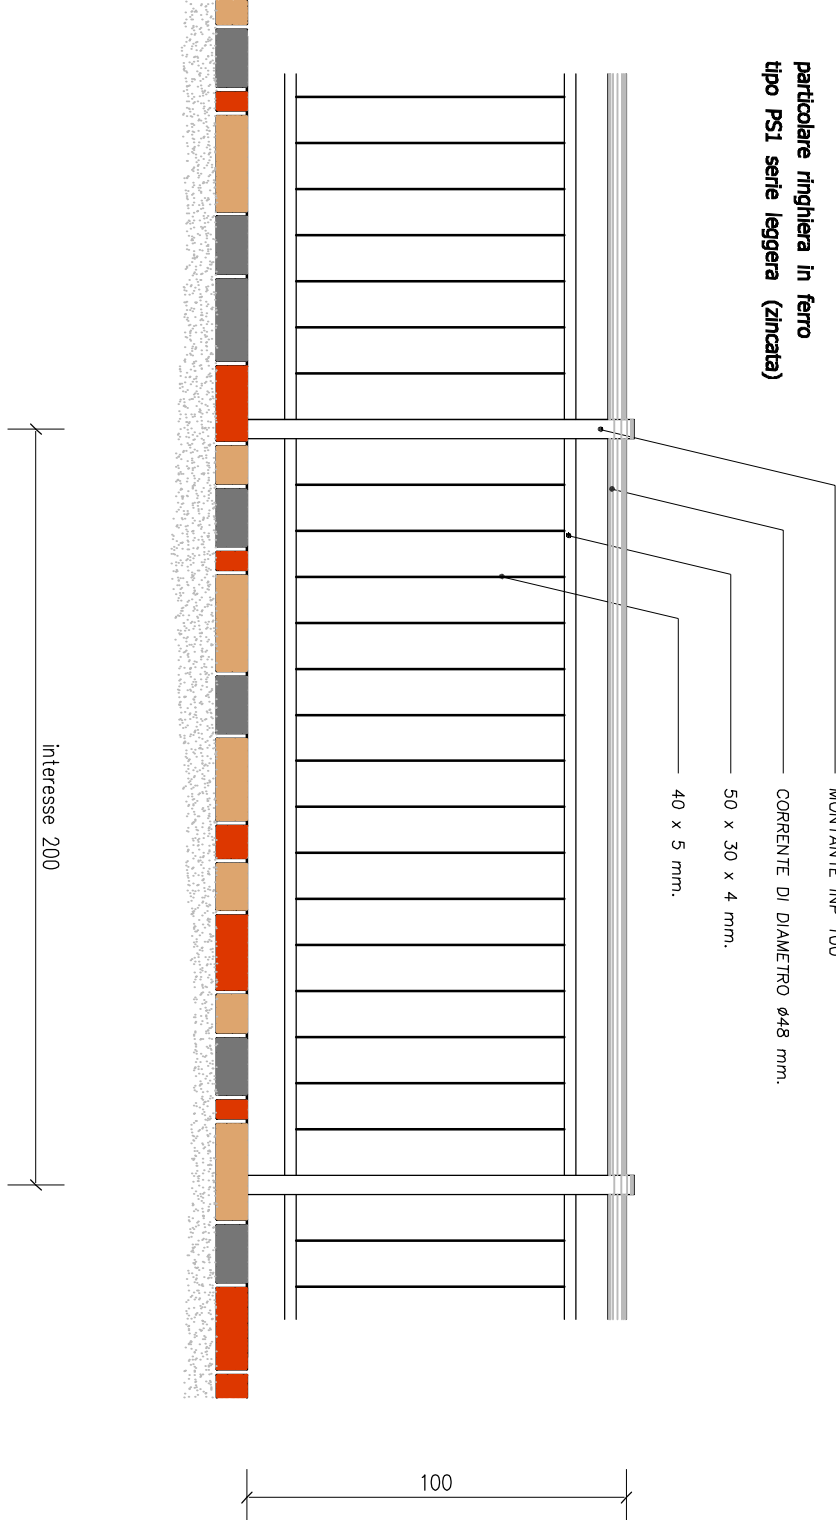 particolare ringhiera in ferro
tipo PS1 serie leggera (zincata)
CORRENTE DI DIAMETRO ø48 mm.
50 x 30 x 4 mm.
40 x 5 mm.
interesse 200
100